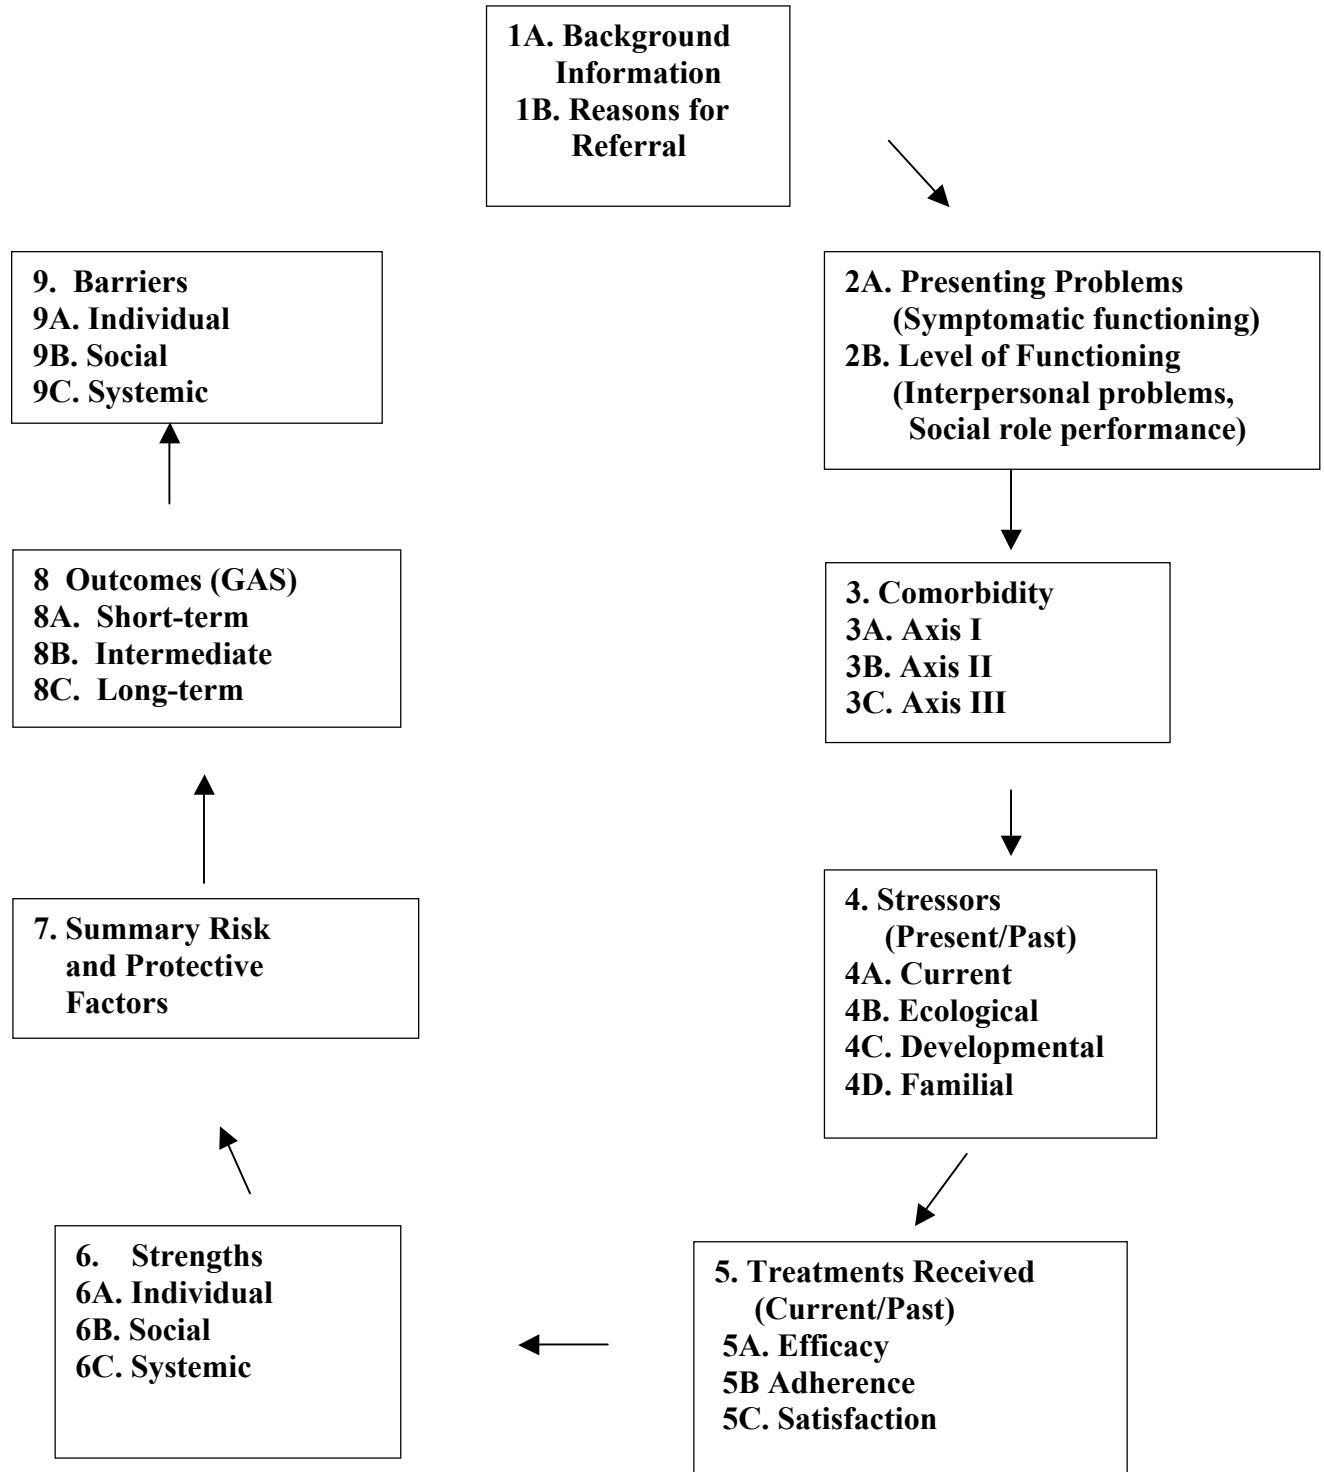 1A. Background
Information
1B. Reasons for
Referral
2A. Presenting Problems
(Symptomatic functioning)
2B. Level of Functioning
(Interpersonal problems,
Social role performance)
3. Comorbidity
3A. Axis I
3B. Axis II
3C. Axis III
4. Stressors
(Present/Past)
4A. Current
4B. Ecological
4C. Developmental
4D. Familial
5. Treatments Received
(Current/Past)
5A. Efficacy
5B Adherence
5C. Satisfaction
6. Strengths
6A. Individual
6B. Social
6C. Systemic
7. Summary Risk
and Protective
Factors
8 Outcomes (GAS)
8A. Short-term
8B. Intermediate
8C. Long-term
9. Barriers
9A. Individual
9B. Social
9C. Systemic